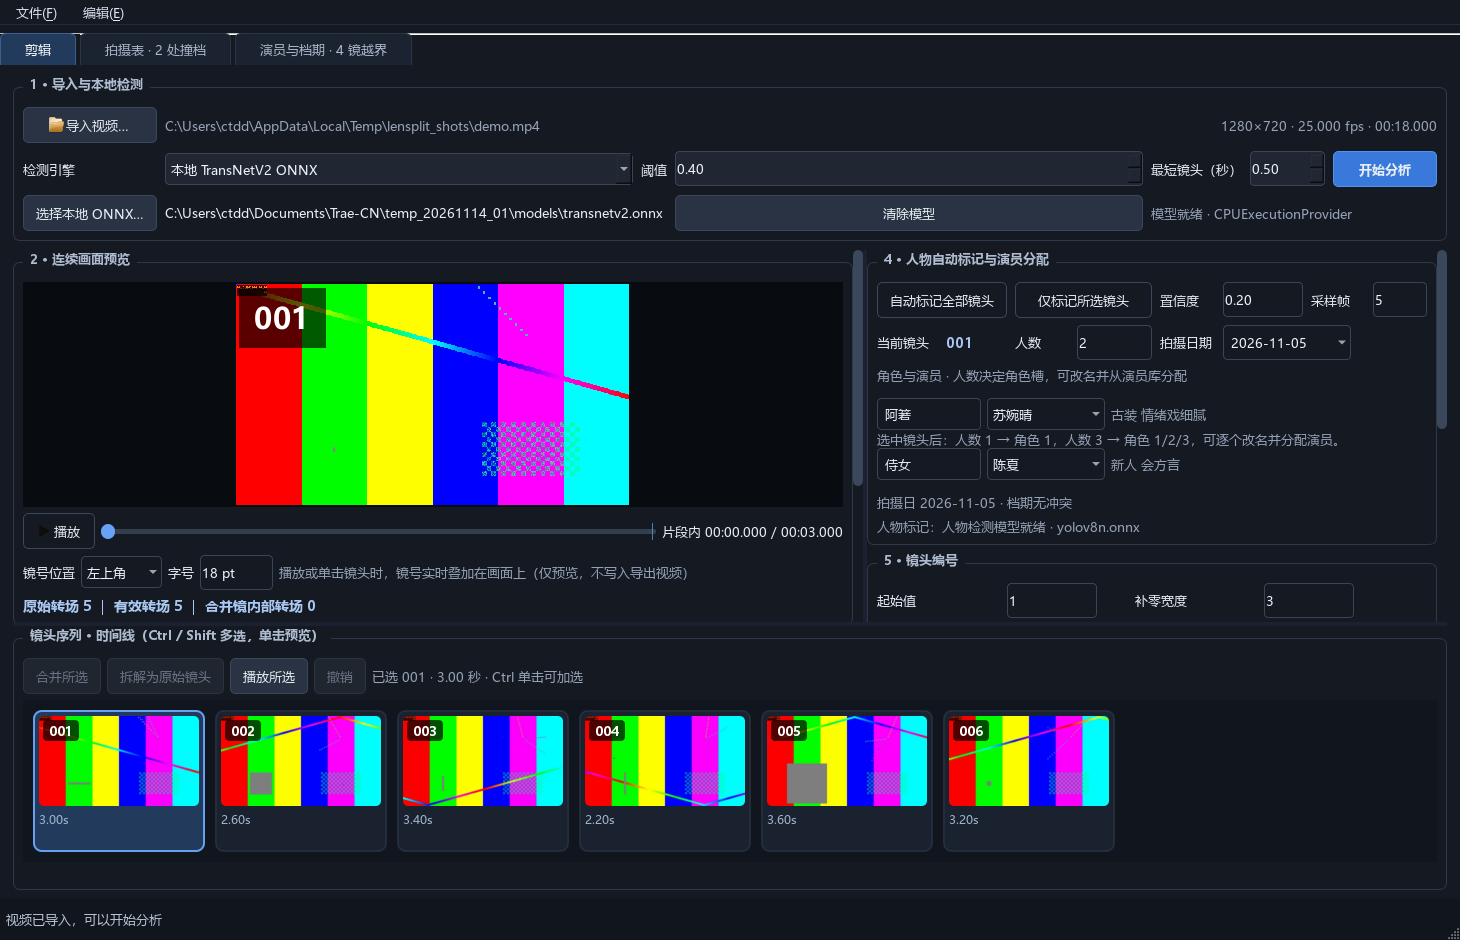 文件(F) 编辑(E)
剪辑 拍摄表 · 2 处撞档 演员与档期 · 4 镜越界
1 • 导入与本地检测
导入视频... C:\Users\ctdd\AppData\Local\Temp\lensplit_shots\demo.mp4 1280×720 · 25.000 fps · 00:18.000
检测引擎 本地 TransNetV2 ONNX 阈值 0.40 最短镜头（秒） 0.50 开始分析
选择本地 ONNX... C:\Users\ctdd\Documents\Trae-CN\temp_20261114_01\models\transnetv2.onnx 清除模型 模型就绪 · CPUExecutionProvider
2 • 连续画面预览
001
播放 片段内 00:00.000 / 00:03.000
镜号位置 左上角 字号 18 pt 播放或单击镜头时，镜号实时叠加在画面上（仅预览，不写入导出视频）
原始转场 5 | 有效转场 5 | 合并镜内部转场 0
4 • 人物自动标记与演员分配
自动标记全部镜头 仅标记所选镜头 置信度 0.20 采样帧 5
当前镜头 001 人数 2 拍摄日期 2026-11-05
角色与演员 · 人数决定角色槽，可改名并从演员库分配
阿箬 苏婉晴 古装 情绪戏细腻
选中镜头后：人数 1 → 角色 1，人数 3 → 角色 1/2/3，可逐个改名并分配演员。
侍女 陈夏 新人 会方言
拍摄日 2026-11-05 · 档期无冲突
人物标记：人物检测模型就绪 · yolov8n.onnx
5 • 镜头编号
起始值 1 补零宽度 3
镜头序列 • 时间线（Ctrl / Shift 多选，单击预览）
合并所选 拆解为原始镜头 播放所选 撤销 已选 001 · 3.00 秒 · Ctrl 单击可加选
001 002 003 004 005 006
3.00s 2.60s 3.40s 2.20s 3.60s 3.20s
视频已导入，可以开始分析